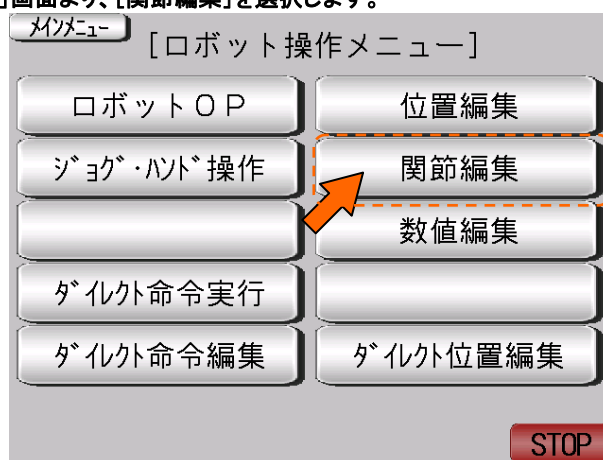 」画面より、[関節編集]を選択します。
ﾒｲﾝﾒﾆｭｰ
[ロボット操作メニュー]
ロボットＯＰ
位置編集
ｼﾞｮｸﾞ・ﾊﾝﾄﾞ操作
関節編集
数値編集
ﾀﾞｲﾚｸﾄ命令実行
ﾀﾞｲﾚｸﾄ命令編集
ﾀﾞｲﾚｸﾄ位置編集
STOP